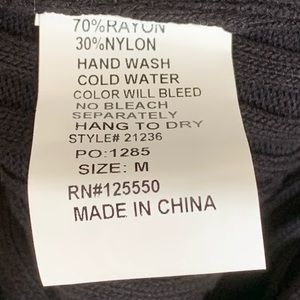 70%RAYON
30%NYLON
HAND WASH
COLD WATER
COLOR WILL BLEED
NO BLEACH
SEPARATELY
HANG TO DRY
STYLE# 21236
PO:1285
SIZE: M
RN#125550
MADE IN CHINA